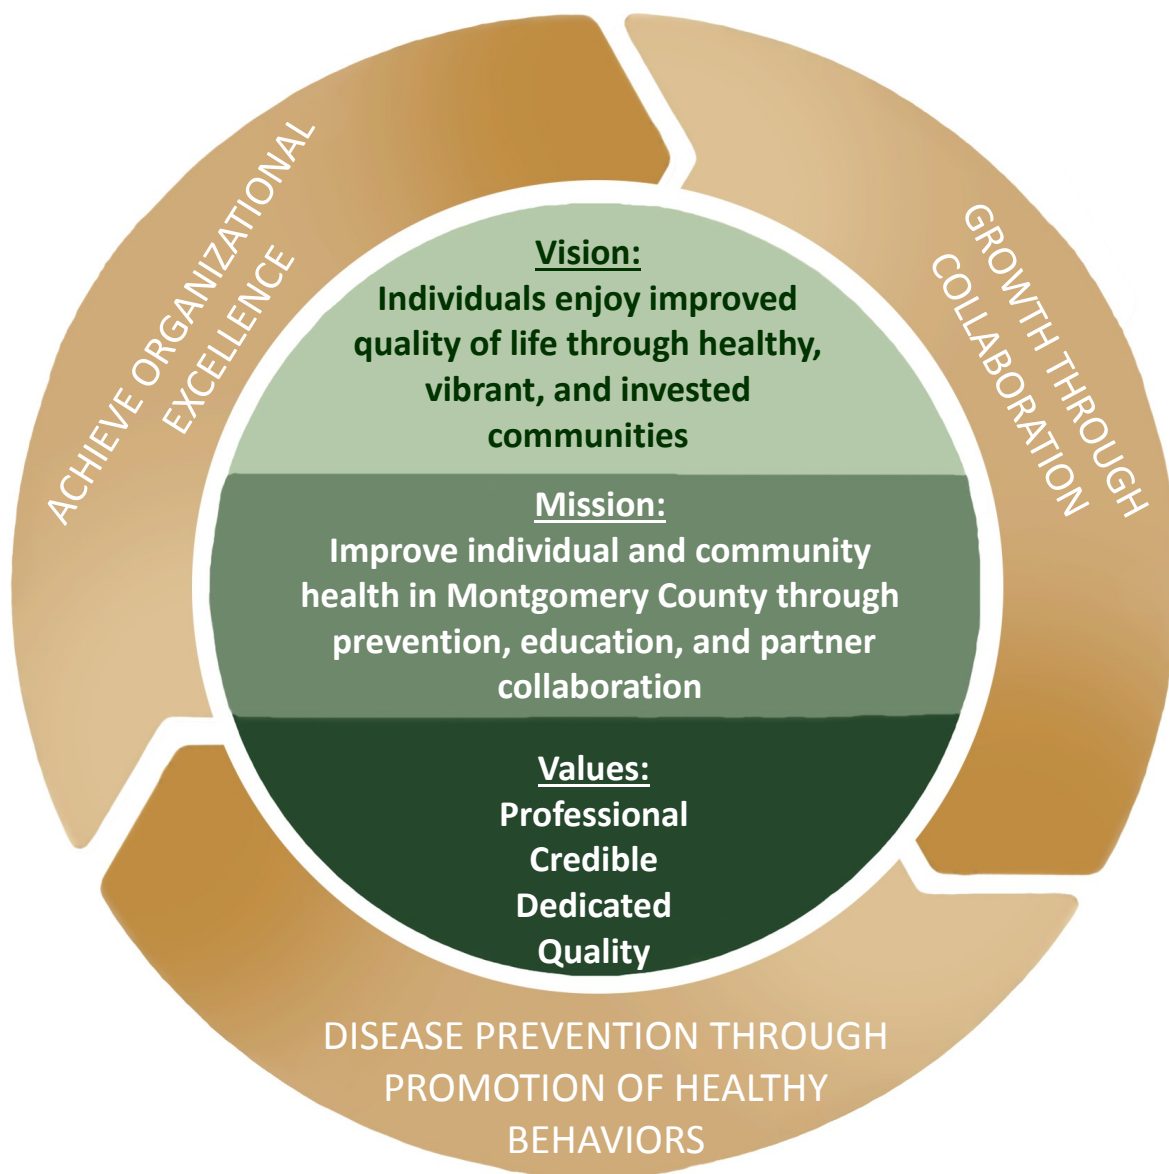 ACHIEVE ORGANIZATIONAL
EXCELLENCE
GROWTH THROUGH
COLLABORATION
Vision:
Individuals enjoy improved
quality of life through healthy,
vibrant, and invested
communities
Mission:
Improve individual and community
health in Montgomery County through
prevention, education, and partner
collaboration
Values:
Professional
Credible
Dedicated
Quality
DISEASE PREVENTION THROUGH
PROMOTION OF HEALTHY
BEHAVIORS